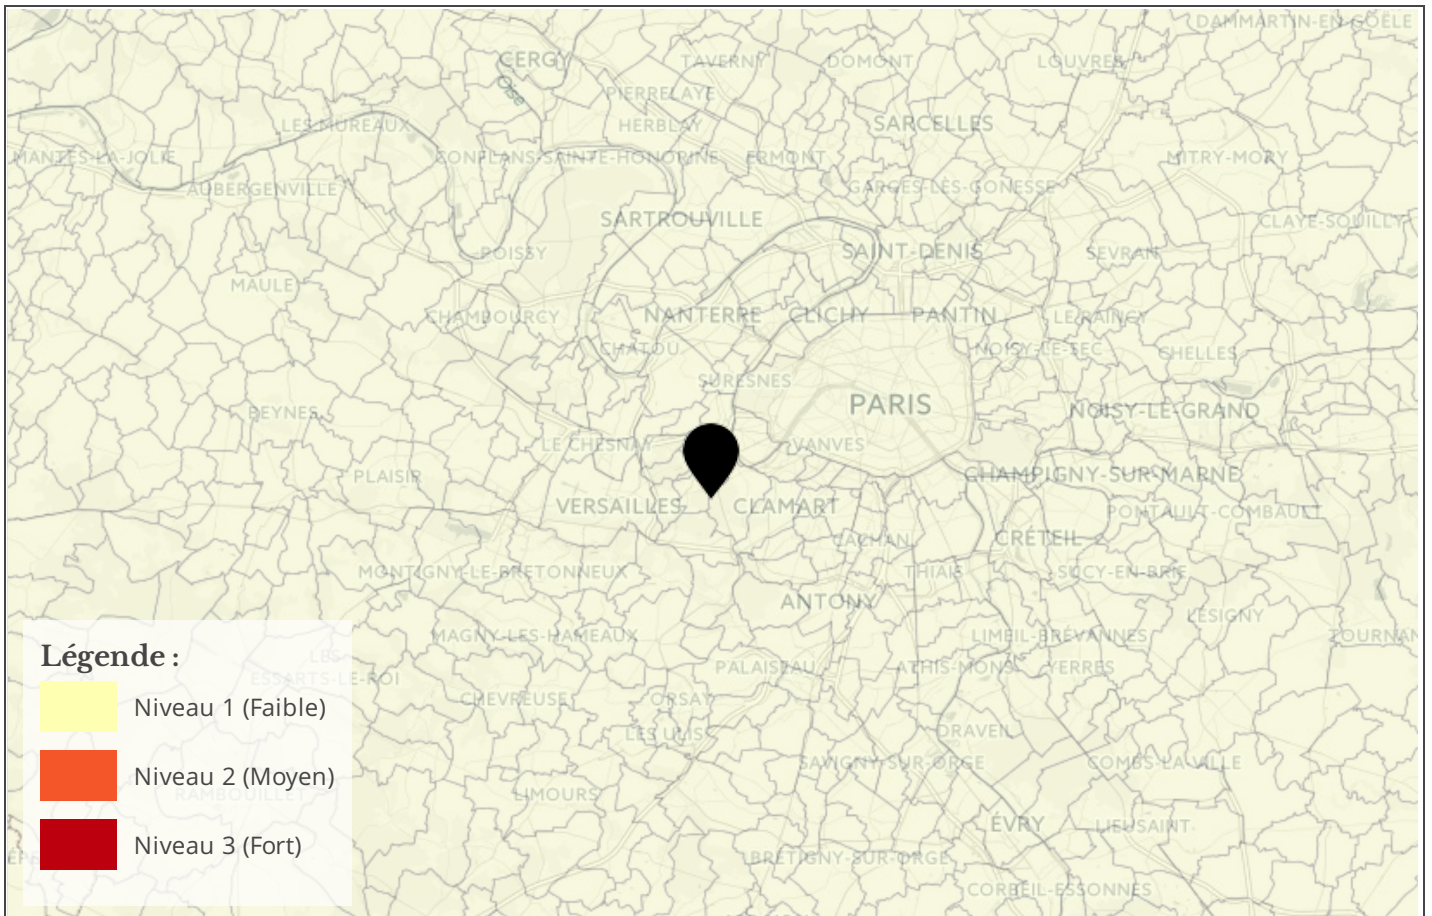 DAMMARTIN-EN-GOËLE
CERGY
TAVERNY
DOMONT
LOUVRES
Oise
PIERRELAYE
LES MUREAUX
HERBLAY
SARCELLES
MANTES-LA-JOLIE
CONFLANS-SAINTE-HONORINE
ERMONT
MITRY-MORY
AUBERGENVILLE
GARGES-LÈS-GONESSE
SARTROUVILLE
CLAYE-SOUILLY
POISSY
SAINT-DENIS
SEVRAN
MAULE
CHAMBOURCY
NANTERRE
CLICHY
PANTIN
LE RAINCY
CHATOU
NOISY-LE-SEC
CHELLES
SURESNES
BEYNES
PARIS
NOISY-LE-GRAND
LE CHESNAY
VANVES
PLAISIR
CHAMPIGNY-SUR-MARNE
VERSAILLES
CLAMART
PONTAULT-COMBAULT
CACHAN
CRÉTEIL
MONTIGNY-LE-BRETONNEUX
THIAIS
SUCY-EN-BRIE
ANTONY
LÉSIGNY
MAGNY-LES-HAMEAUX
LIMEIL-BRÉVANNES
TOURNAN
Légende :
LES
ESSARTS-LE-ROI
PALAISEAU
ATHIS-MONS
YERRES
CHEVREUSE
ORSAY
Niveau 1 (Faible)
LES ULIS
DRAVEIL
SAVIGNY-SUR-ORGE
COMBS-LA-VILLE
Niveau 2 (Moyen)
RAMBOUILLET
LIMOURS
ÉVRY
LIEUSAINT
Niveau 3 (Fort)
BRÉTIGNY-SUR-ORGE
CORBEIL-ESSONNES